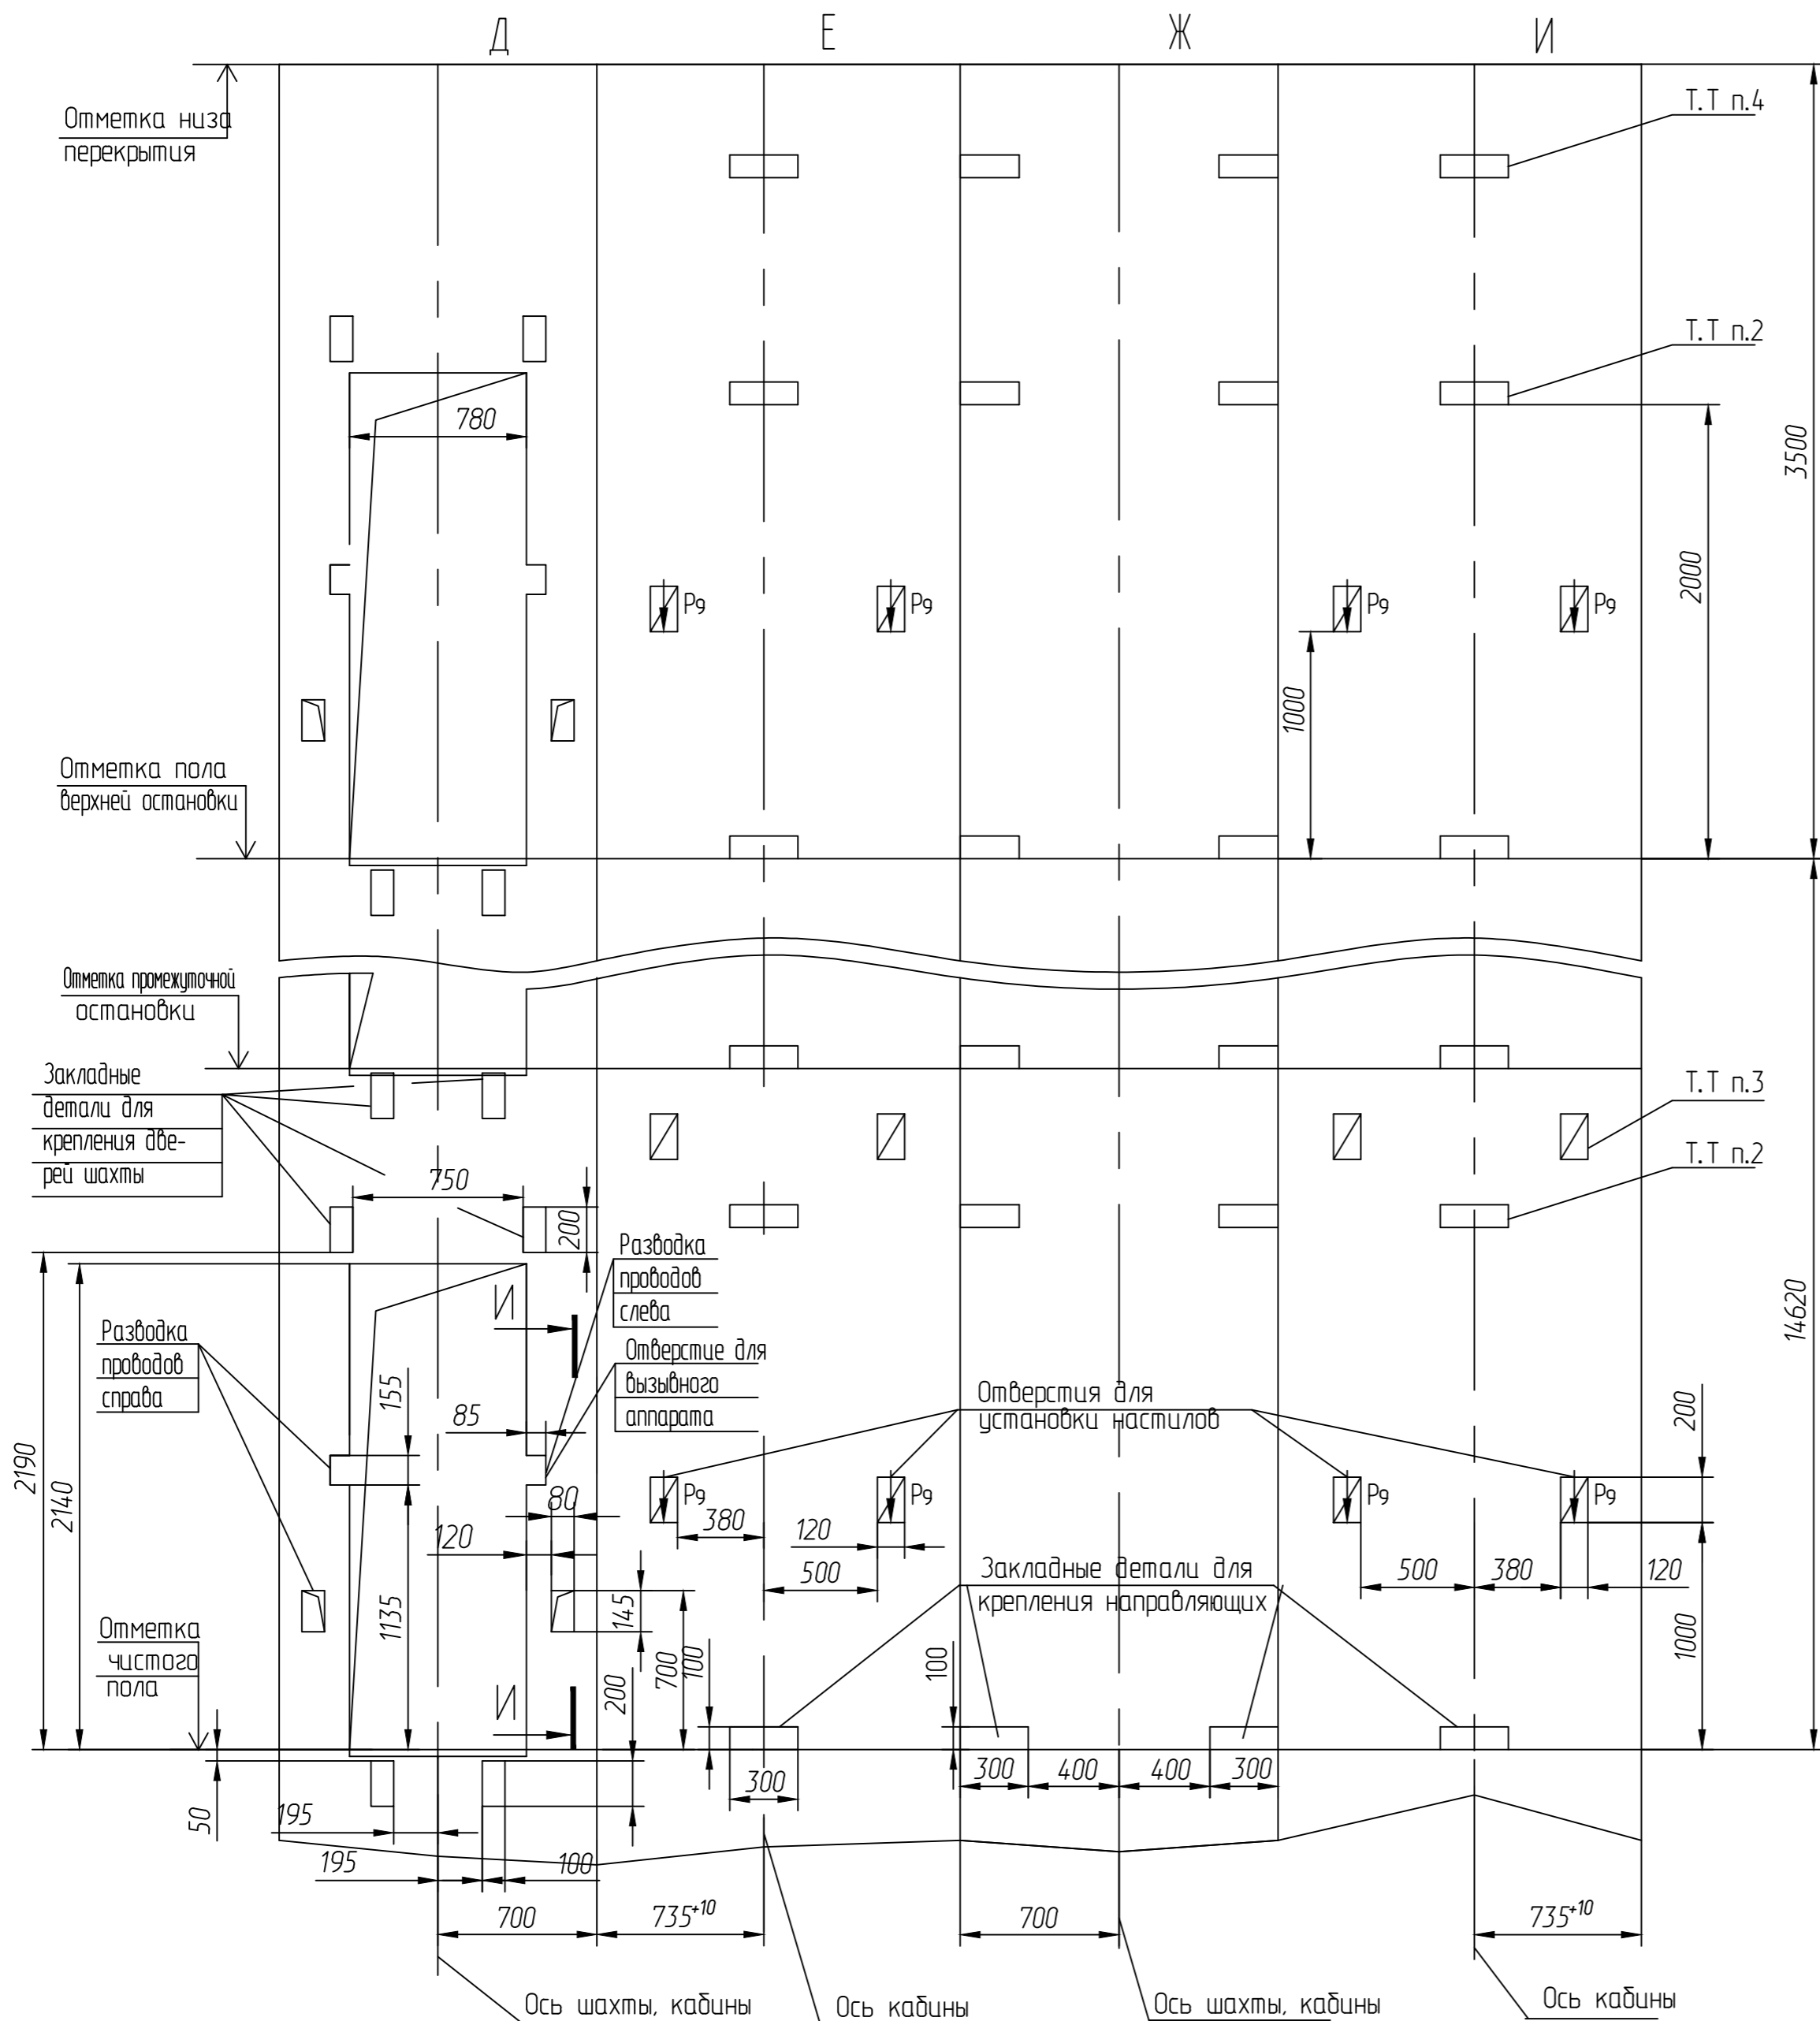 Д Е Ж И
Т.Т п.4
Отметка низа
перекрытия
Т.Т п.2
780
3500
2000
Р9 Р9 Р9 Р9
1000
Отметка пола
верхней остановки
Отметка промежуточной
остановки
Закладные
детали для
крепления две-
рей шахты
Т.Т п.3
Т.Т п.2
750
200
Разводка
проводов
слева
И
14620
Разводка
проводов
справа
Отверстие для
вызывного
аппарата
155
85
Отверстия для
установки настилов
200
2190
2140
80
Р9 Р9 Р9 Р9
380
120
120
500
500 380 120
Закладные детали для
крепления направляющих
1135
145
700
1000
Отметка
чистого
пола
100
100
200
И
300
300 400 400 300
50
195
195
100
700
735+10
700
735+10
Ось шахты, кабины
Ось кабины
Ось шахты, кабины
Ось кабины